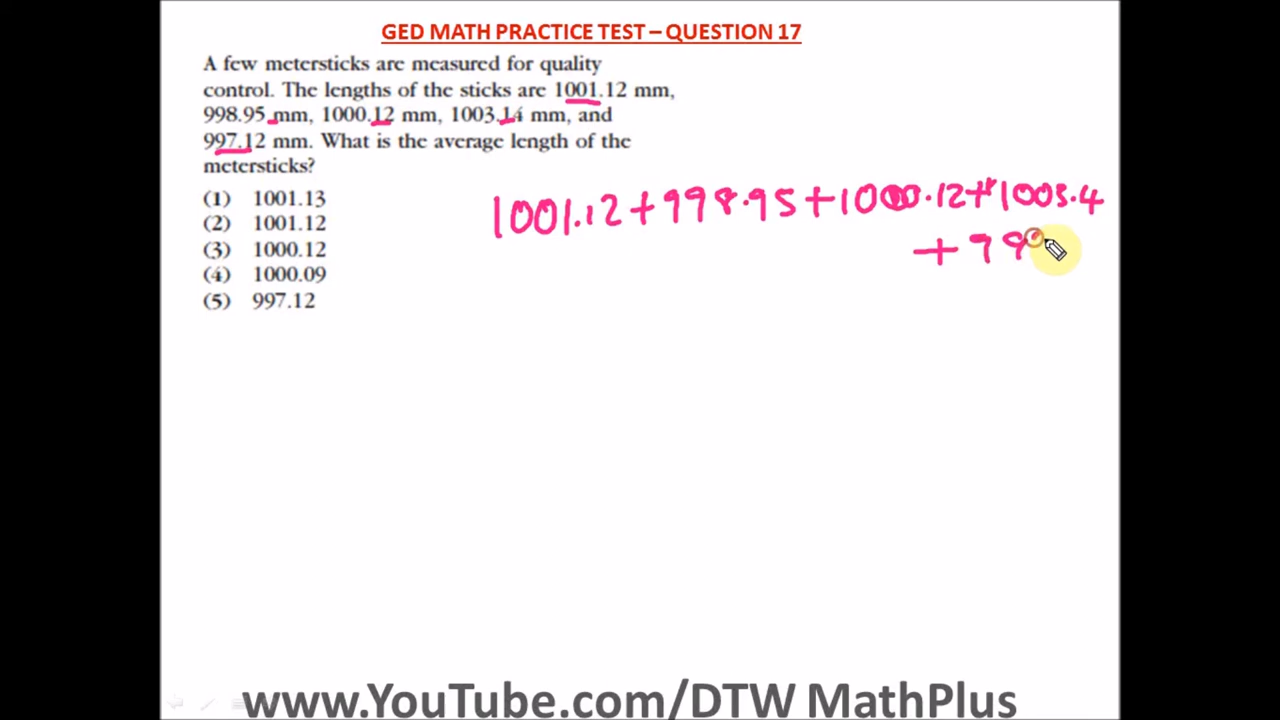 GED MATH PRACTICE TEST – QUESTION 17
A few metersticks are measured for quality
control. The lengths of the sticks are 1001.12 mm,
998.95 mm, 1000.12 mm, 1003.14 mm, and
997.12 mm. What is the average length of the
metersticks?
(1) 1001.13
(2) 1001.12
(3) 1000.12
(4) 1000.09
(5) 997.12
1001.12+998.95+1000.12+1003.4
+99
www.YouTube.com/DTW MathPlus